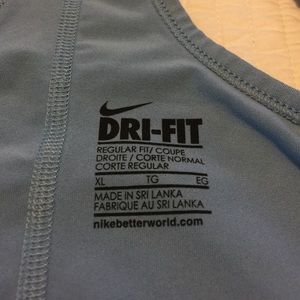 DRI-FIT
REGULAR FIT/ COUPE
DROITE / CORTE NORMAL
CORTE REGULAR
XL TG EG
MADE IN SRI LANKA
FABRIQUE AU SRI LANKA
nikebetterworld.com